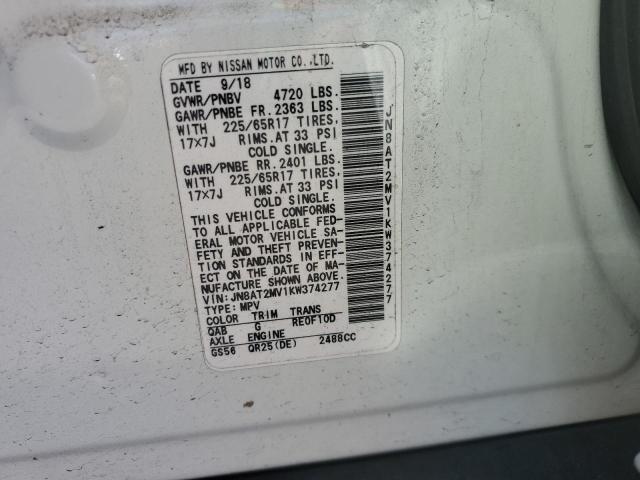 MFD BY NISSAN MOTOR CO.,LTD.
DATE 9/18
GVWR/PNBV 4720 LBS.
GAWR/PNBE FR. 2363 LBS.
WITH 225/65R17 TIRES,
17X7J RIMS.AT 33 PSI
COLD SINGLE.
GAWR/PNBE RR. 2401 LBS.
WITH 225/65R17 TIRES,
17X7J RIMS.AT 33 PSI
COLD SINGLE.
THIS VEHICLE CONFORMS
TO ALL APPLICABLE FED-
ERAL MOTOR VEHICLE SA-
FETY AND THEFT PREVEN-
TION STANDARDS IN EFF-
ECT ON THE DATE OF MA-
NUFACTURE SHOWN ABOVE.
VIN:JN8AT2MV1KW374277
TYPE:MPV
COLOR TRIM TRANS
QAB G RE0F10D
AXLE ENGINE
GS56 QR25(DE) 2488CC
JN8AT2MV1KW374277